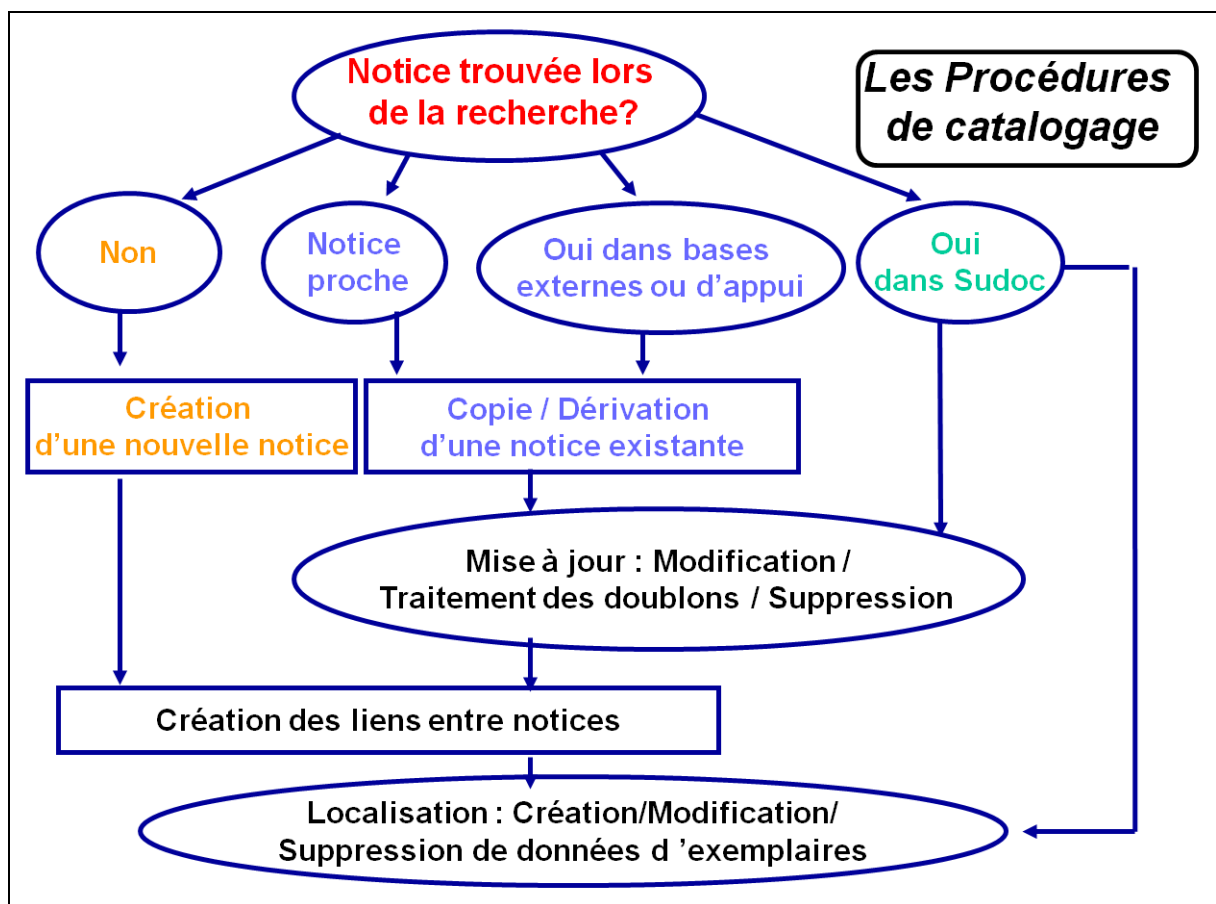 Notice trouvée lors
de la recherche?
Les Procédures
de catalogage
Non
Notice
proche
Oui dans bases
externes ou d'appui
Oui
dans Sudoc
Création
d'une nouvelle notice
Copie / Dérivation
d'une notice existante
Mise à jour : Modification /
Traitement des doublons / Suppression
Création des liens entre notices
Localisation : Création/Modification/
Suppression de données d 'exemplaires